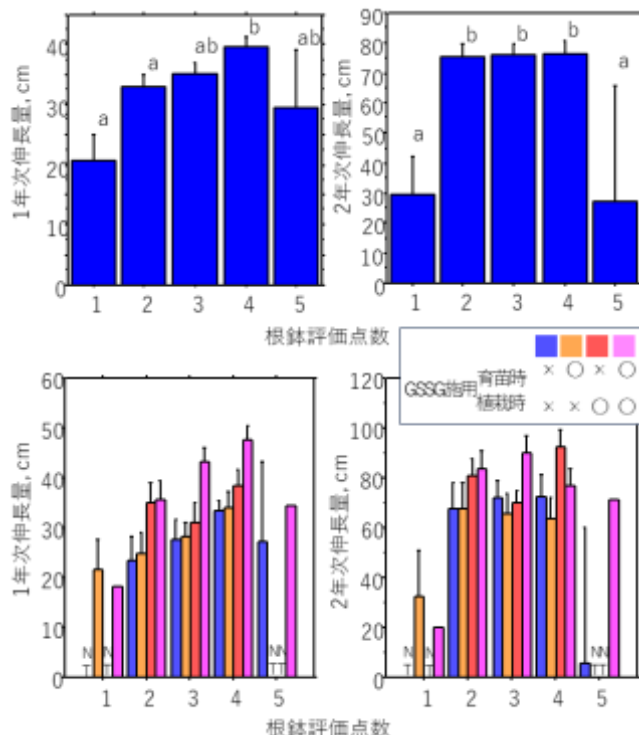 1年次伸長量, cm
40
30
20
10
0
a
a
ab
b
ab
1 2 3 4 5
2年次伸長量, cm
90
80
70
60
50
40
30
20
10
0
a
b
b
b
a
1 2 3 4 5
根鉢評価点数
GSSG施用
育苗時 × ○ × ○
植栽時 × × ○ ○
1年次伸長量, cm
60
50
40
30
20
10
0
N N N N
T T T T
1 2 3 4 5
2年次伸長量, cm
120
100
80
60
40
20
0
N N N N
T T T T
1 2 3 4 5
根鉢評価点数